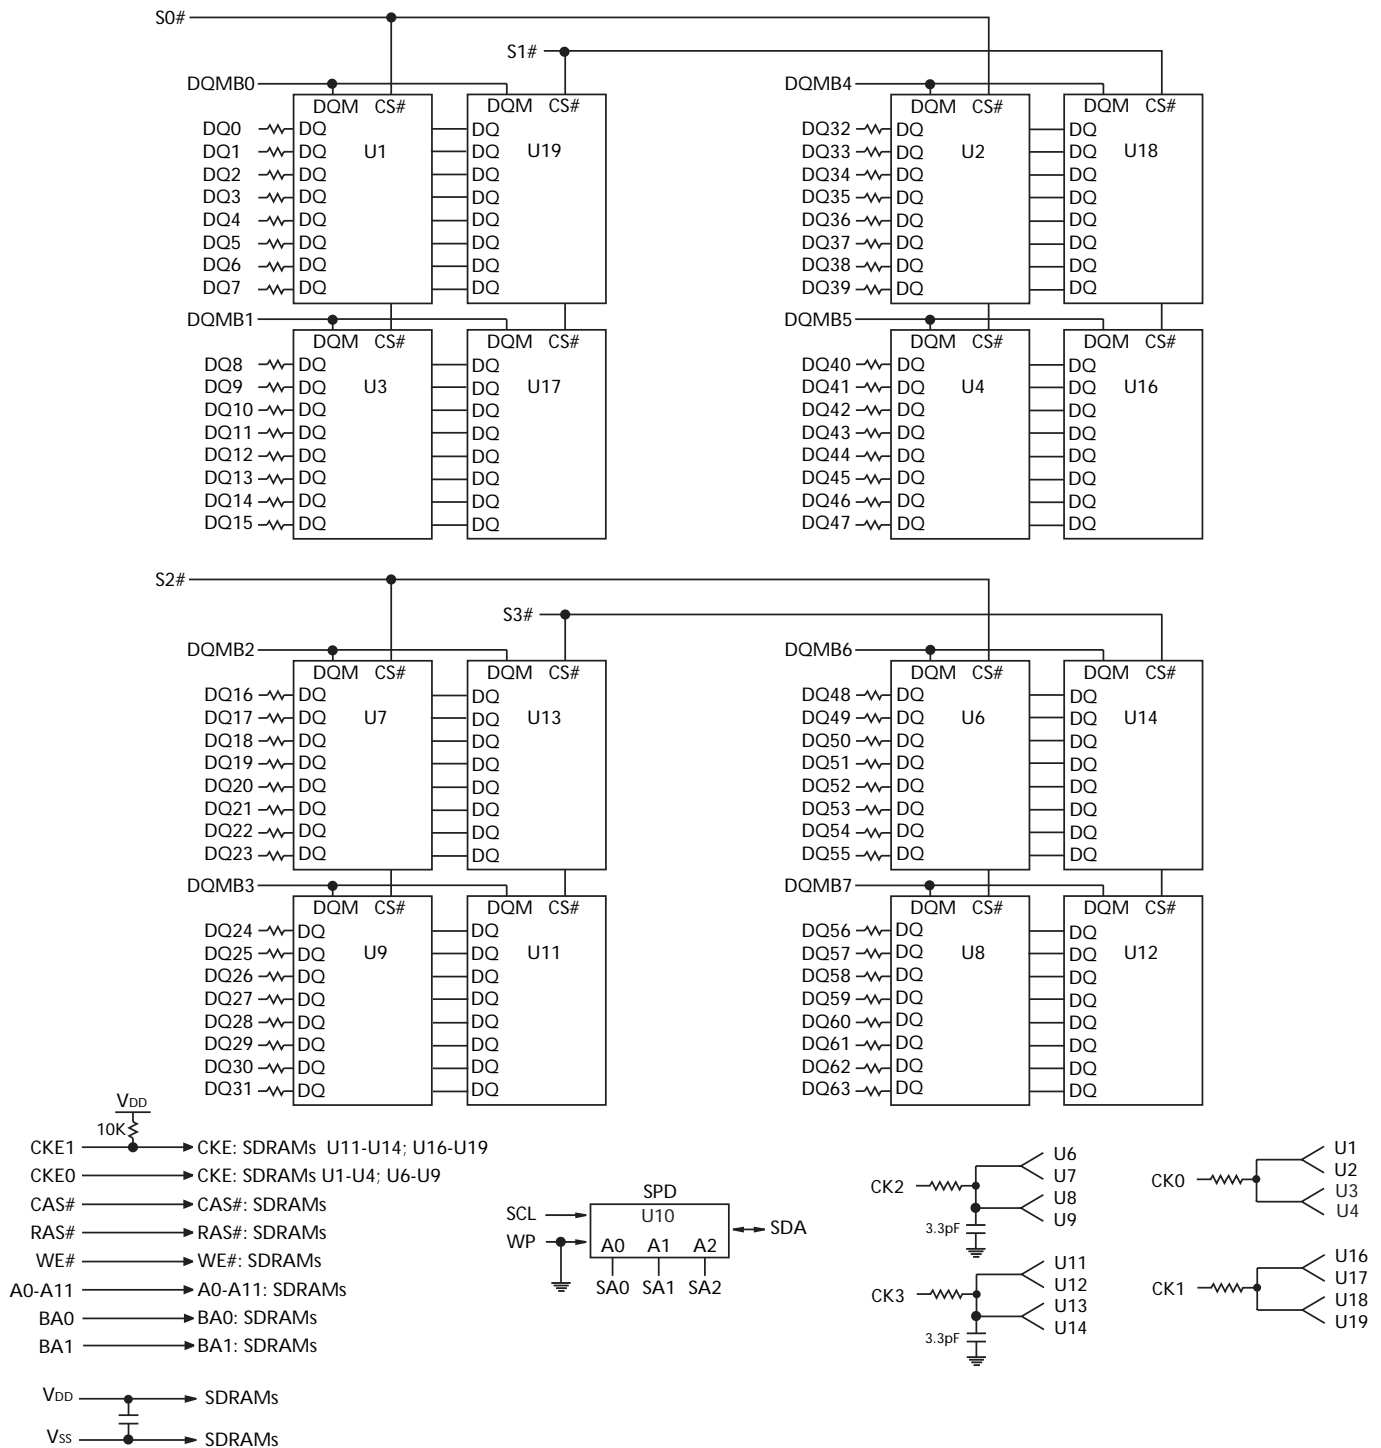 S0#
S1#
DQMB0
DQMB4
DQM CS# DQM CS# DQM CS# DQM CS#
DQ0 DQ DQ DQ32 DQ DQ
DQ1 DQ U1 DQ U19 DQ33 DQ U2 DQ U18
DQ2 DQ DQ DQ34 DQ DQ
DQ3 DQ DQ DQ35 DQ DQ
DQ4 DQ DQ DQ36 DQ DQ
DQ5 DQ DQ DQ37 DQ DQ
DQ6 DQ DQ DQ38 DQ DQ
DQ7 DQ DQ DQ39 DQ DQ
DQMB1 DQMB5
DQM CS# DQM CS# DQM CS# DQM CS#
DQ8 DQ DQ DQ40 DQ DQ
DQ9 DQ U3 DQ U17 DQ41 DQ U4 DQ U16
DQ10 DQ DQ DQ42 DQ DQ
DQ11 DQ DQ DQ43 DQ DQ
DQ12 DQ DQ DQ44 DQ DQ
DQ13 DQ DQ DQ45 DQ DQ
DQ14 DQ DQ DQ46 DQ DQ
DQ15 DQ DQ DQ47 DQ DQ
S2#
S3#
DQMB2 DQMB6
DQM CS# DQM CS# DQM CS# DQM CS#
DQ16 DQ DQ DQ48 DQ DQ
DQ17 DQ U7 DQ U13 DQ49 DQ U6 DQ U14
DQ18 DQ DQ DQ50 DQ DQ
DQ19 DQ DQ DQ51 DQ DQ
DQ20 DQ DQ DQ52 DQ DQ
DQ21 DQ DQ DQ53 DQ DQ
DQ22 DQ DQ DQ54 DQ DQ
DQ23 DQ DQ DQ55 DQ DQ
DQMB3 DQMB7
DQM CS# DQM CS# DQM CS# DQM CS#
DQ24 DQ DQ DQ56 DQ DQ
DQ25 DQ U9 DQ U11 DQ57 DQ U8 DQ U12
DQ26 DQ DQ DQ58 DQ DQ
DQ27 DQ DQ DQ59 DQ DQ
DQ28 DQ DQ DQ60 DQ DQ
DQ29 DQ DQ DQ61 DQ DQ
DQ30 DQ DQ DQ62 DQ DQ
DQ31 DQ DQ DQ63 DQ DQ
VDD
10K
CKE1 CKE: SDRAMs U11-U14; U16-U19
CKE0 CKE: SDRAMs U1-U4; U6-U9
CAS# CAS#: SDRAMs
RAS# RAS#: SDRAMs
WE# WE#: SDRAMs
A0-A11 A0-A11: SDRAMs
BA0 BA0: SDRAMs
BA1 BA1: SDRAMs
VDD SDRAMs
VSS SDRAMs
SPD
U10
SCL
WP
SDA
A0 A1 A2
SA0 SA1 SA2
CK2
U6
U7
U8
U9
3.3pF
CK3
U11
U12
U13
U14
3.3pF
CK0
U1
U2
U3
U4
CK1
U16
U17
U18
U19